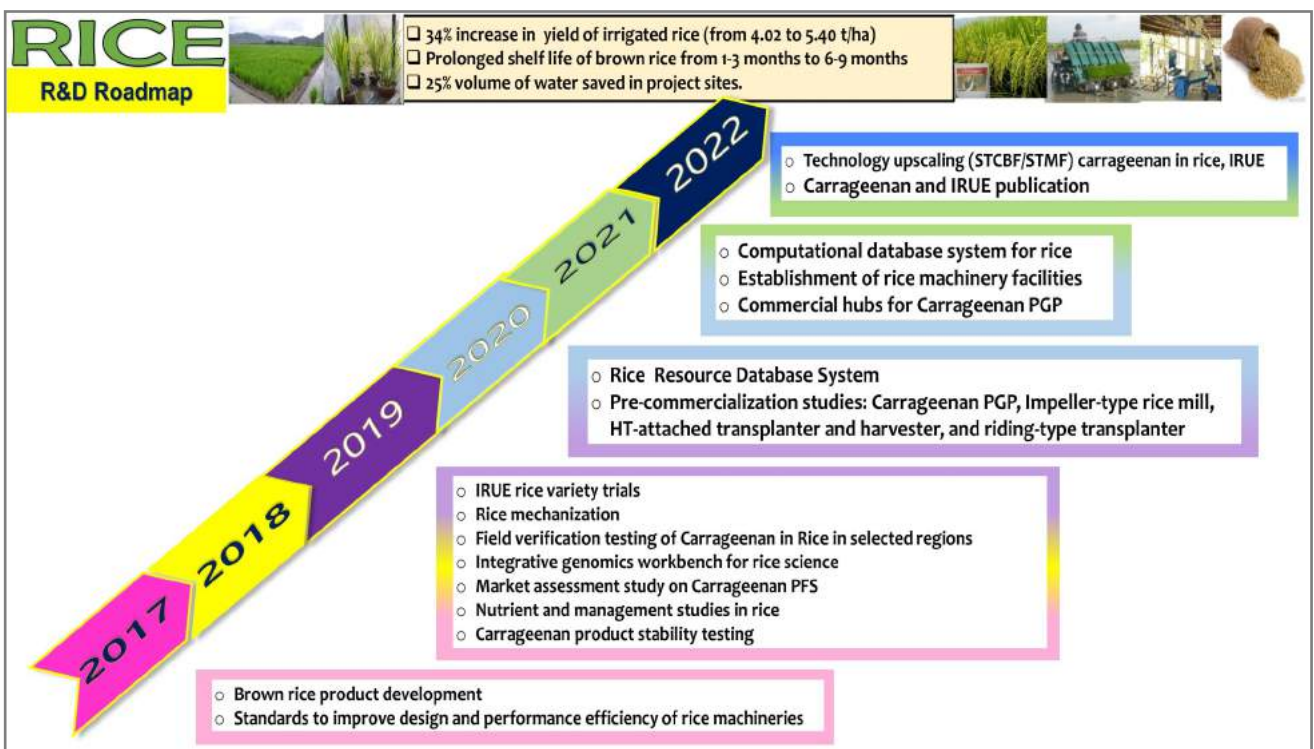 RICE
R&D Roadmap
❑ 34% increase in yield of irrigated rice (from 4.02 to 5.40 t/ha)
❑ Prolonged shelf life of brown rice from 1-3 months to 6-9 months
❑ 25% volume of water saved in project sites.
2022
○ Technology upscaling (STCBF/STMF) carrageenan in rice, IRUE
○ Carrageenan and IRUE publication
2021
○ Computational database system for rice
○ Establishment of rice machinery facilities
○ Commercial hubs for Carrageenan PGP
2020
○ Rice Resource Database System
○ Pre-commercialization studies: Carrageenan PGP, Impeller-type rice mill,
HT-attached transplanter and harvester, and riding-type transplanter
2019
○ IRUE rice variety trials
○ Rice mechanization
○ Field verification testing of Carrageenan in Rice in selected regions
○ Integrative genomics workbench for rice science
○ Market assessment study on Carrageenan PFS
○ Nutrient and management studies in rice
○ Carrageenan product stability testing
2018
2017
○ Brown rice product development
○ Standards to improve design and performance efficiency of rice machineries